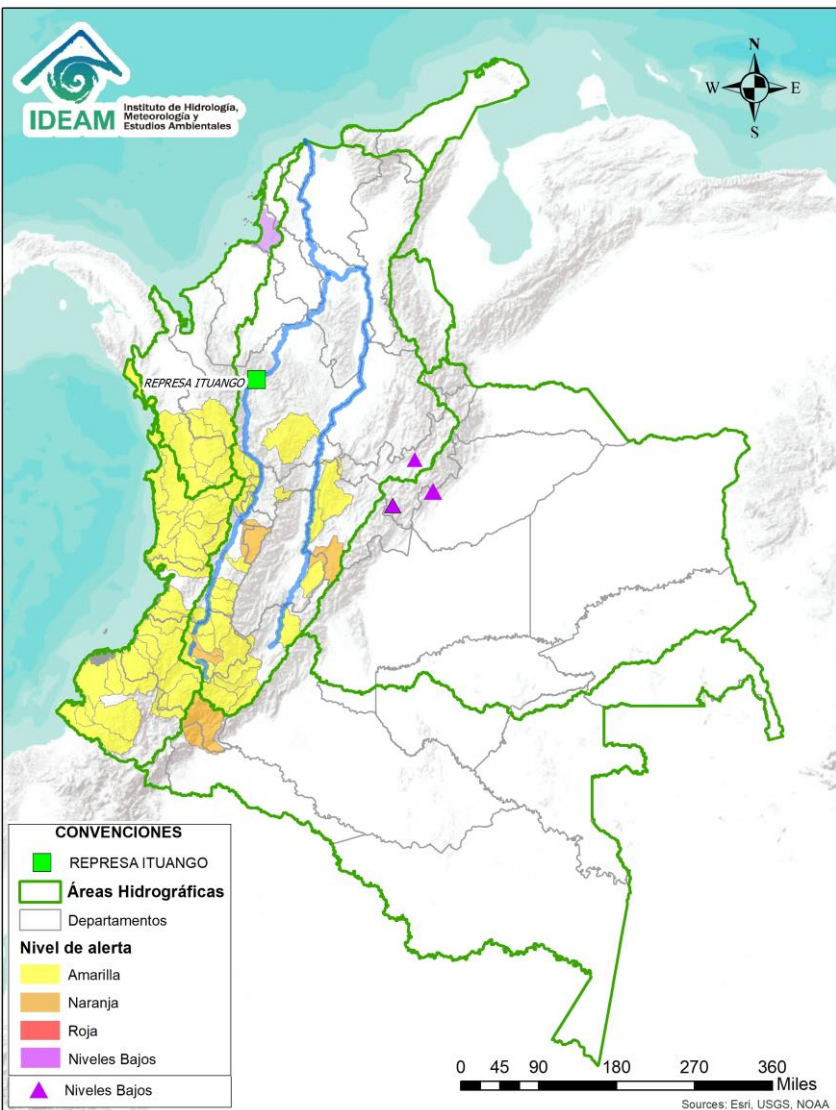 IDEAM
Instituto de Hidrología,
Meteorología y
Estudios Ambientales
N
W
E
S
REPRESA ITUANGO
CONVENCIONES
REPRESA ITUANGO
Áreas Hidrográficas
Departamentos
Nivel de alerta
Amarilla
Naranja
Roja
Niveles Bajos
Niveles Bajos
0 45 90 180 270 360
Miles
Sources: Esri, USGS, NOAA